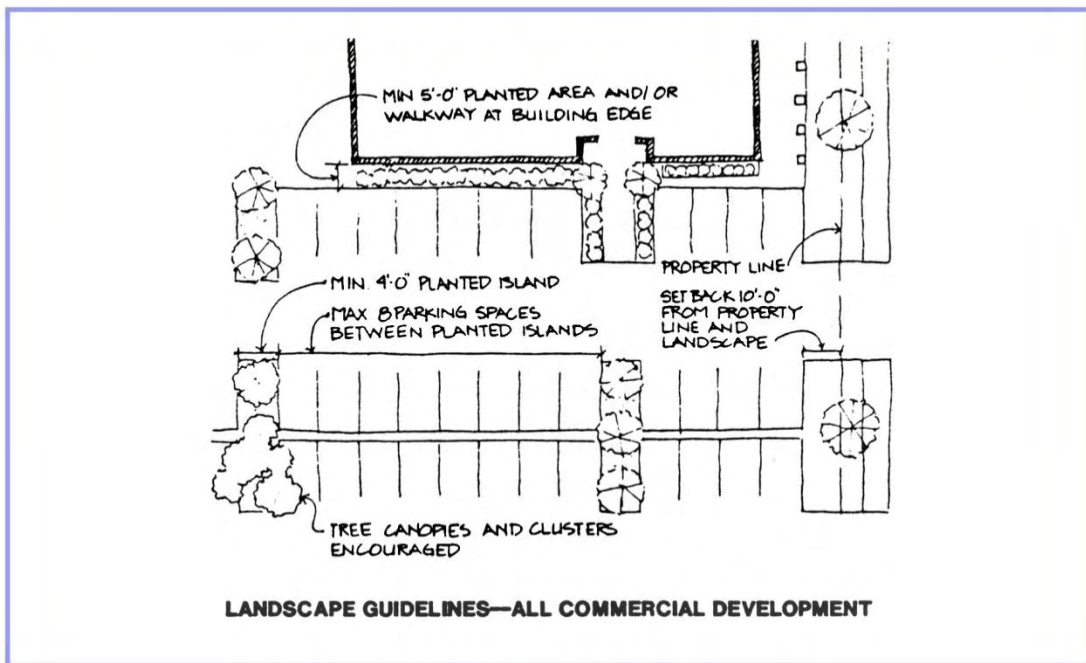 MIN 5'-0" PLANTED AREA AND/OR
WALKWAY AT BUILDING EDGE
PROPERTY LINE
MIN. 4'-0" PLANTED ISLAND
MAX 8 PARKING SPACES
BETWEEN PLANTED ISLANDS
SETBACK 10'-0"
FROM PROPERTY
LINE AND
LANDSCAPE
TREE CANOPIES AND CLUSTERS
ENCOURAGED
LANDSCAPE GUIDELINES—ALL COMMERCIAL DEVELOPMENT